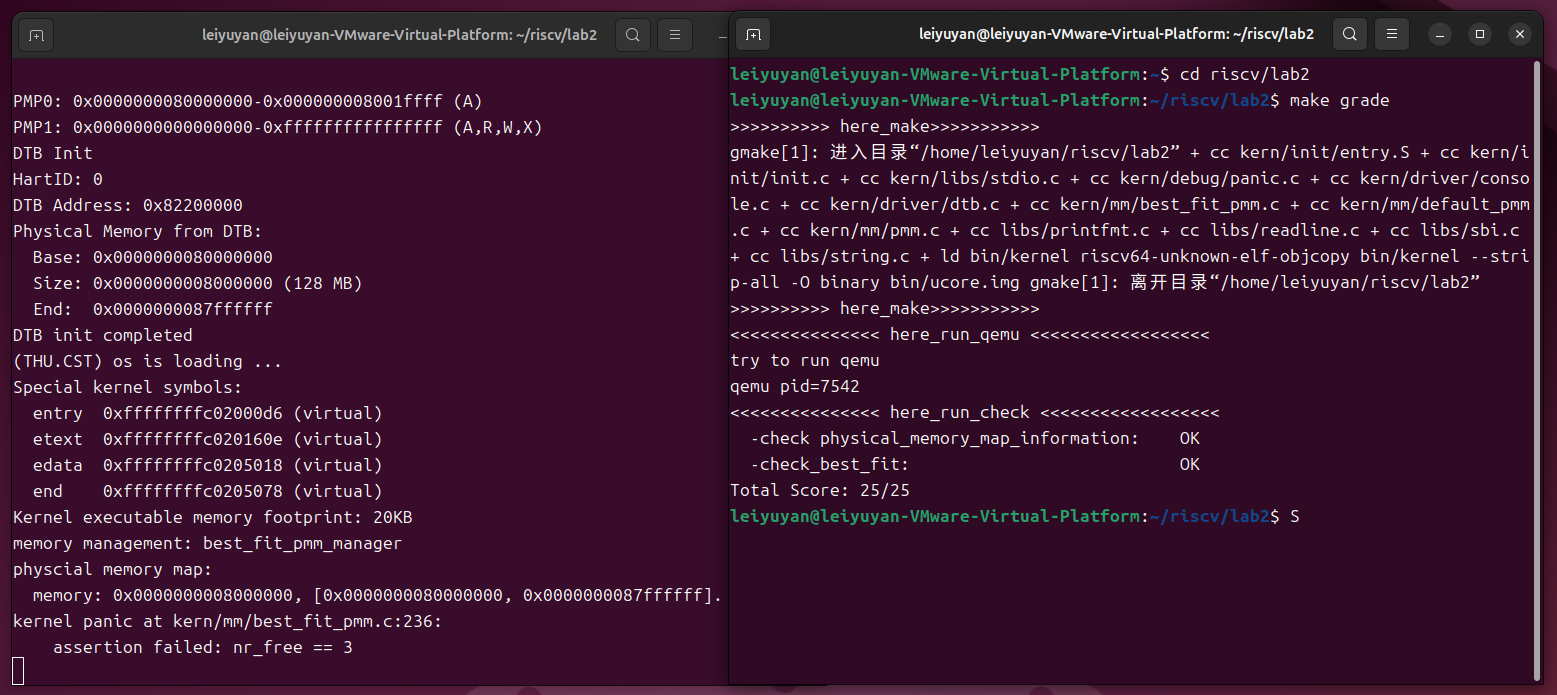 leiyuyan@leiyuyan-VMware-Virtual-Platform: ~/riscv/lab2
PMP0: 0x0000000080000000-0x000000008001ffff (A)
PMP1: 0x0000000000000000-0xffffffffffffffff (A,R,W,X)
DTB Init
HartID: 0
DTB Address: 0x82200000
Physical Memory from DTB:
  Base: 0x0000000080000000
  Size: 0x0000000008000000 (128 MB)
  End:  0x0000000087ffffff
DTB init completed
(THU.CST) os is loading ...
Special kernel symbols:
  entry  0xffffffffc02000d6 (virtual)
  etext  0xffffffffc020160e (virtual)
  edata  0xffffffffc0205018 (virtual)
  end    0xffffffffc0205078 (virtual)
Kernel executable memory footprint: 20KB
memory management: best_fit_pmm_manager
physcial memory map:
  memory: 0x0000000008000000, [0x0000000080000000, 0x0000000087ffffff].
kernel panic at kern/mm/best_fit_pmm.c:236:
    assertion failed: nr_free == 3
leiyuyan@leiyuyan-VMware-Virtual-Platform: ~/riscv/lab2
leiyuyan@leiyuyan-VMware-Virtual-Platform:~$ cd riscv/lab2
leiyuyan@leiyuyan-VMware-Virtual-Platform:~/riscv/lab2$ make grade
>>>>>>>>>> here_make>>>>>>>>>>>
gmake[1]: 进入目录“/home/leiyuyan/riscv/lab2” + cc kern/init/entry.S + cc kern/i
nit/init.c + cc kern/libs/stdio.c + cc kern/debug/panic.c + cc kern/driver/conso
le.c + cc kern/driver/dtb.c + cc kern/mm/best_fit_pmm.c + cc kern/mm/default_pmm
.c + cc kern/mm/pmm.c + cc libs/printfmt.c + cc libs/readline.c + cc libs/sbi.c
+ cc libs/string.c + ld bin/kernel riscv64-unknown-elf-objcopy bin/kernel --stri
p-all -O binary bin/ucore.img gmake[1]: 离开目录“/home/leiyuyan/riscv/lab2”
>>>>>>>>>> here_make>>>>>>>>>>>
<<<<<<<<<<<<<<< here_run_qemu <<<<<<<<<<<<<<<<<<
try to run qemu
qemu pid=7542
<<<<<<<<<<<<<<< here_run_check <<<<<<<<<<<<<<<<<<
  -check physical_memory_map_information:    OK
  -check_best_fit:                           OK
Total Score: 25/25
leiyuyan@leiyuyan-VMware-Virtual-Platform:~/riscv/lab2$ S